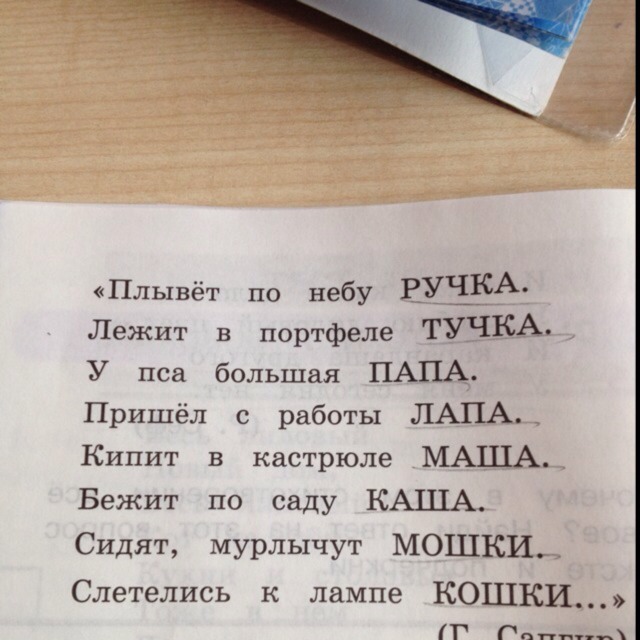 «Плывёт по небу РУЧКА.
Лежит в портфеле ТУЧКА.
У пса большая ПАПА.
Пришёл с работы ЛАПА.
Кипит в кастрюле МАША.
Бежит по саду КАША.
Сидят, мурлычут МОШКИ.
Слетелись к лампе КОШКИ...»
(Г. Сапгир)